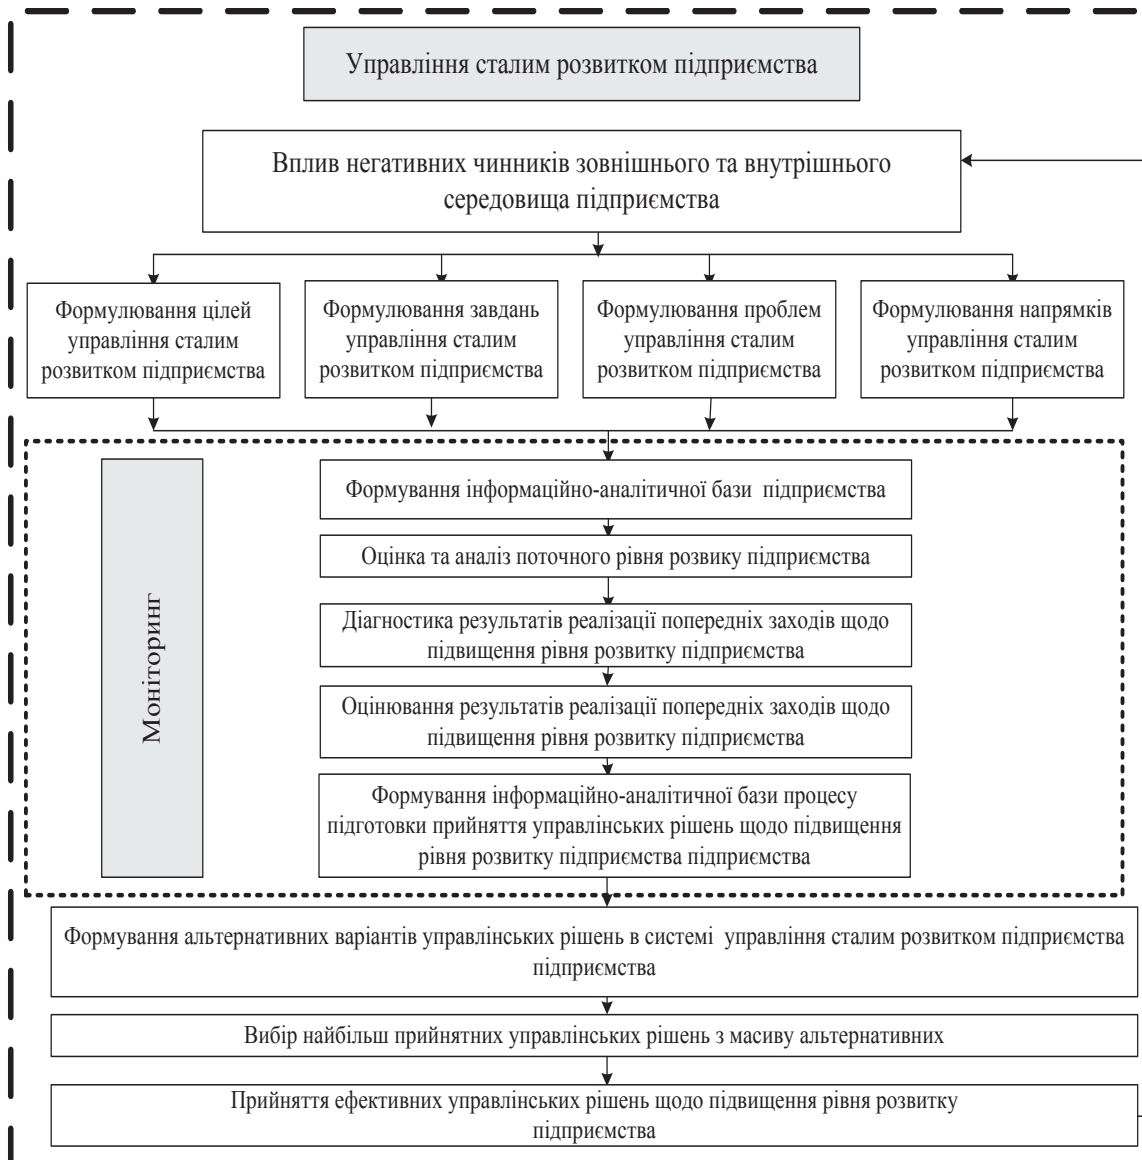 Управління сталим розвитком підприємства
Вплив негативних чинників зовнішнього та внутрішнього
середовища підприємства
Формулювання цілей
управління сталим
розвитком підприємства
Формулювання завдань
управління сталим
розвитком підприємства
Формулювання проблем
управління сталим
розвитком підприємства
Формулювання напрямків
управління сталим
розвитком підприємства
Моніторинг
Формування інформаційно-аналітичної бази підприємства
Оцінка та аналіз поточного рівня розвику підприємства
Діагностика результатів реалізації попередніх заходів щодо
підвищення рівня розвитку підприємства
Оцінювання результатів реалізації попередніх заходів щодо
підвищення рівня розвитку підприємства
Формування інформаційно-аналітичної бази процесу
підготовки прийняття управлінських рішень щодо підвищення
рівня розвитку підприємства підприємства
Формування альтернативних варіантів управлінських рішень в системі управління сталим розвитком підприємства
підприємства
Вибір найбільш прийнятних управлінських рішень з масиву альтернативних
Прийняття ефективних управлінських рішень щодо підвищення рівня розвитку
підприємства